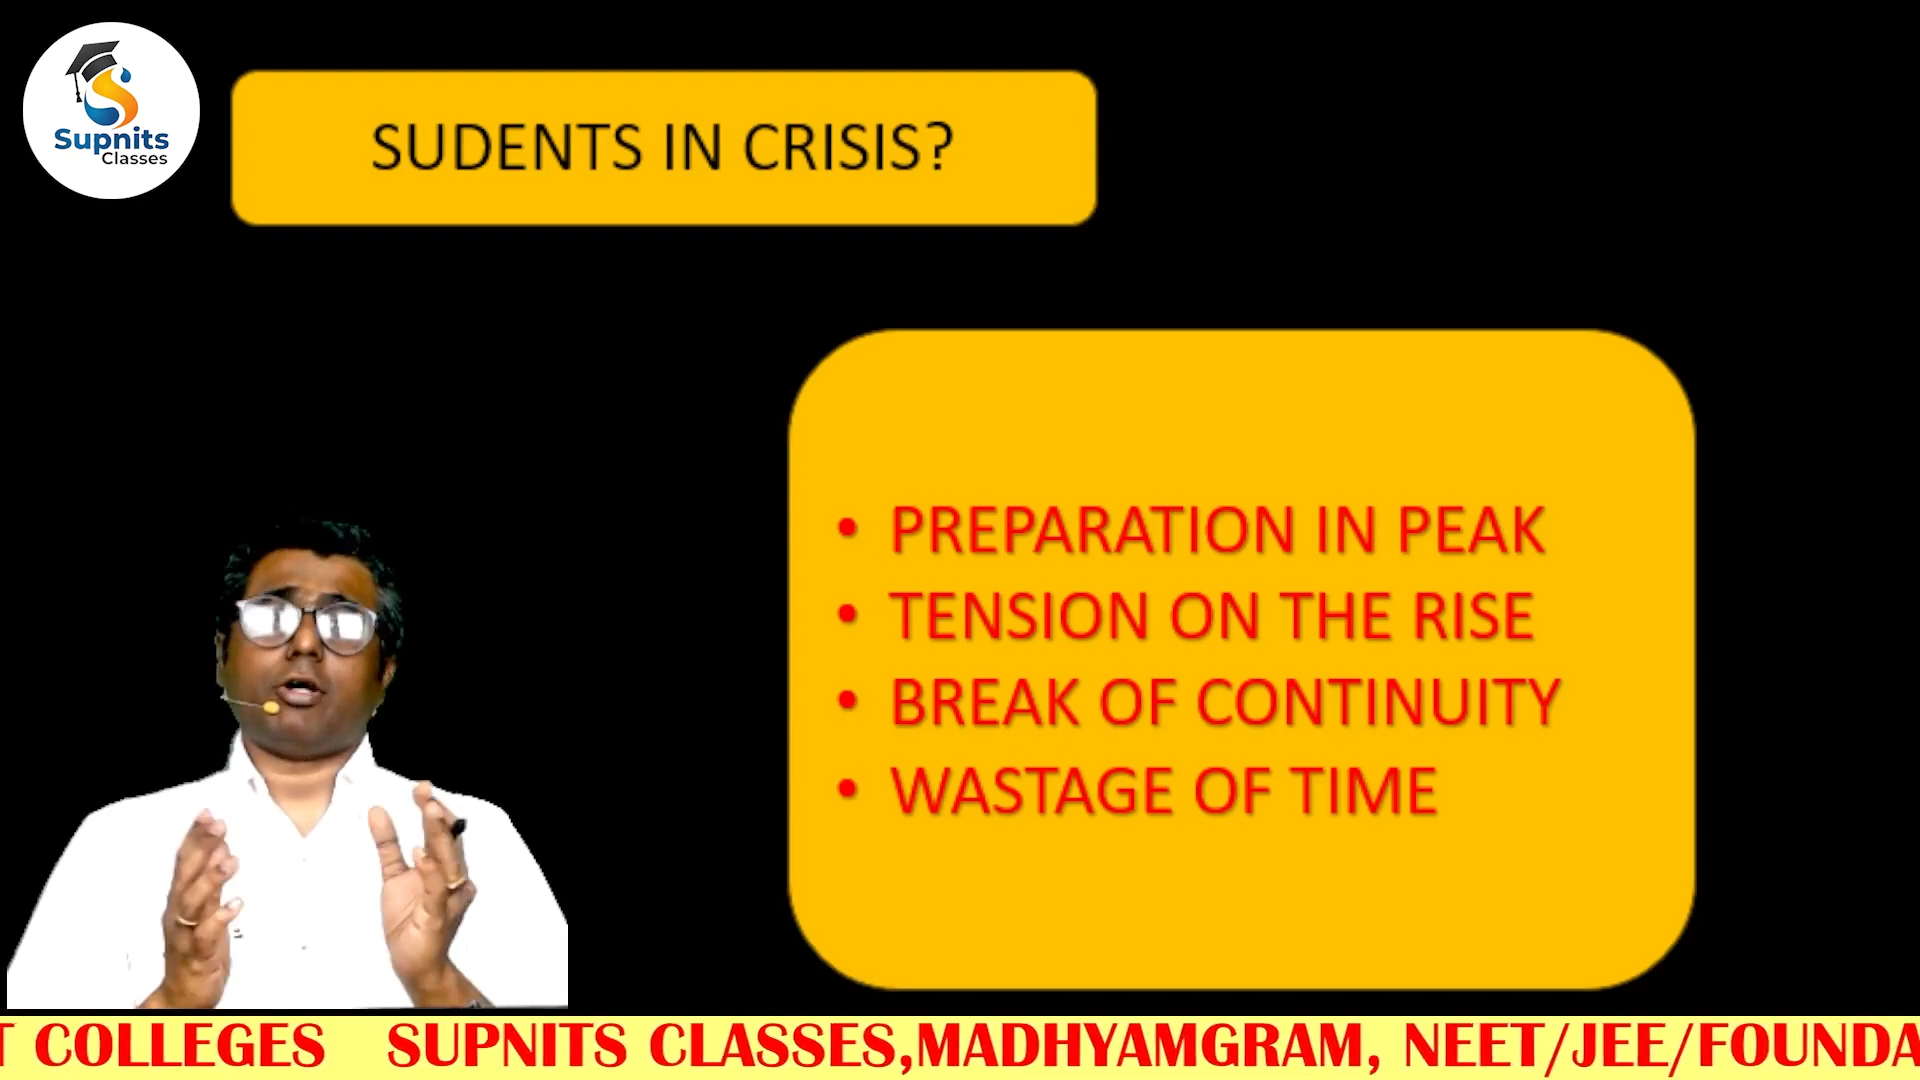 Supnits
Classes
SUDENTS IN CRISIS?
• PREPARATION IN PEAK
• TENSION ON THE RISE
• BREAK OF CONTINUITY
• WASTAGE OF TIME
T COLLEGES SUPNITS CLASSES,MADHYAMGRAM, NEET/JEE/FOUNDA